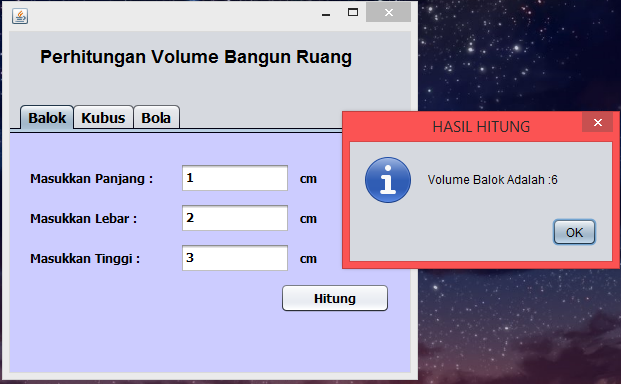 Perhitungan Volume Bangun Ruang
Balok Kubus Bola
HASIL HITUNG
Masukkan Panjang : 1 cm
Volume Balok Adalah :6
Masukkan Lebar : 2 cm
OK
Masukkan Tinggi : 3 cm
Hitung